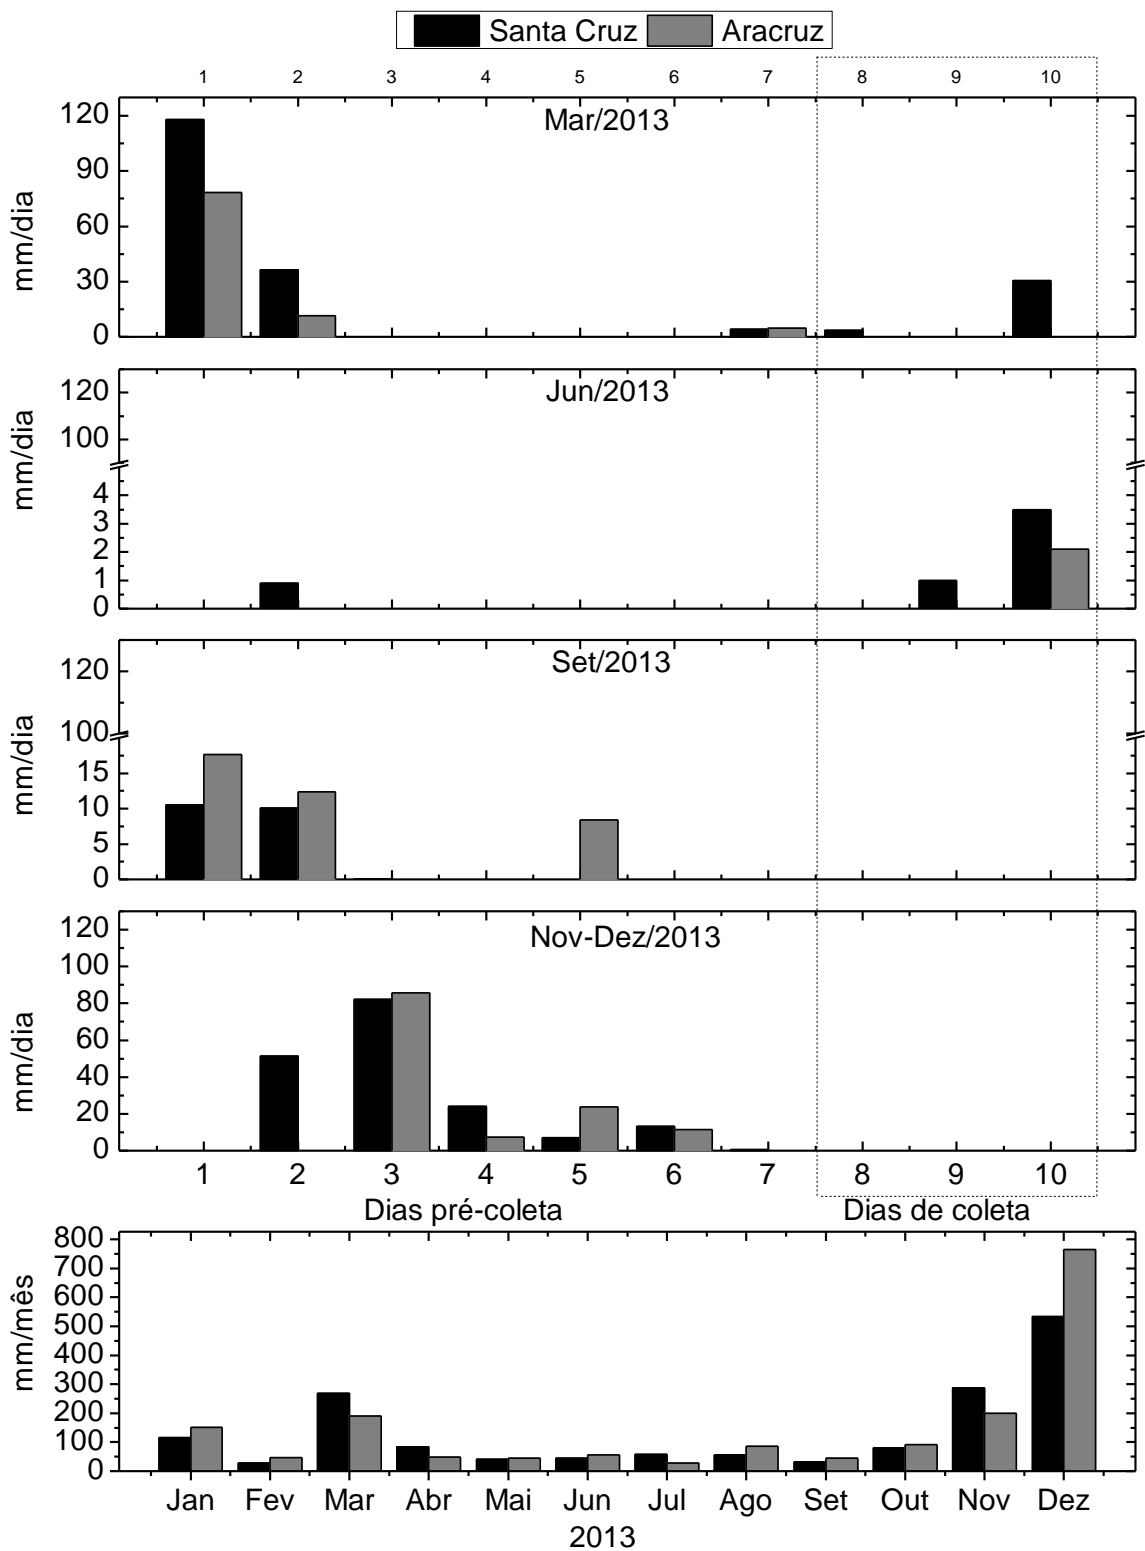 Santa Cruz Aracruz
1 2 3 4 5 6 7 8 9 10
Mar/2013
120
90
60
30
0
mm/dia
Jun/2013
120
100
4
3
2
1
0
mm/dia
Set/2013
120
100
15
10
5
0
mm/dia
Nov-Dez/2013
120
100
80
60
40
20
0
mm/dia
1 2 3 4 5 6 7 8 9 10
Dias pré-coleta Dias de coleta
800
700
600
500
400
300
200
100
0
mm/mês
Jan Fev Mar Abr Mai Jun Jul Ago Set Out Nov Dez
2013